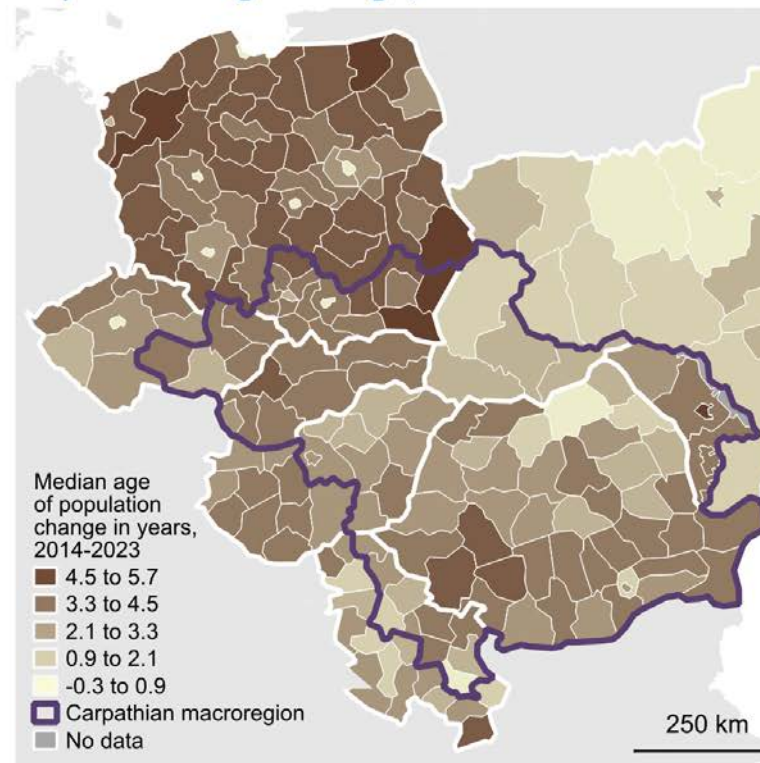 Median age
of population
change in years,
2014-2023
4.5 to 5.7
3.3 to 4.5
2.1 to 3.3
0.9 to 2.1
-0.3 to 0.9
Carpathian macroregion
No data
250 km